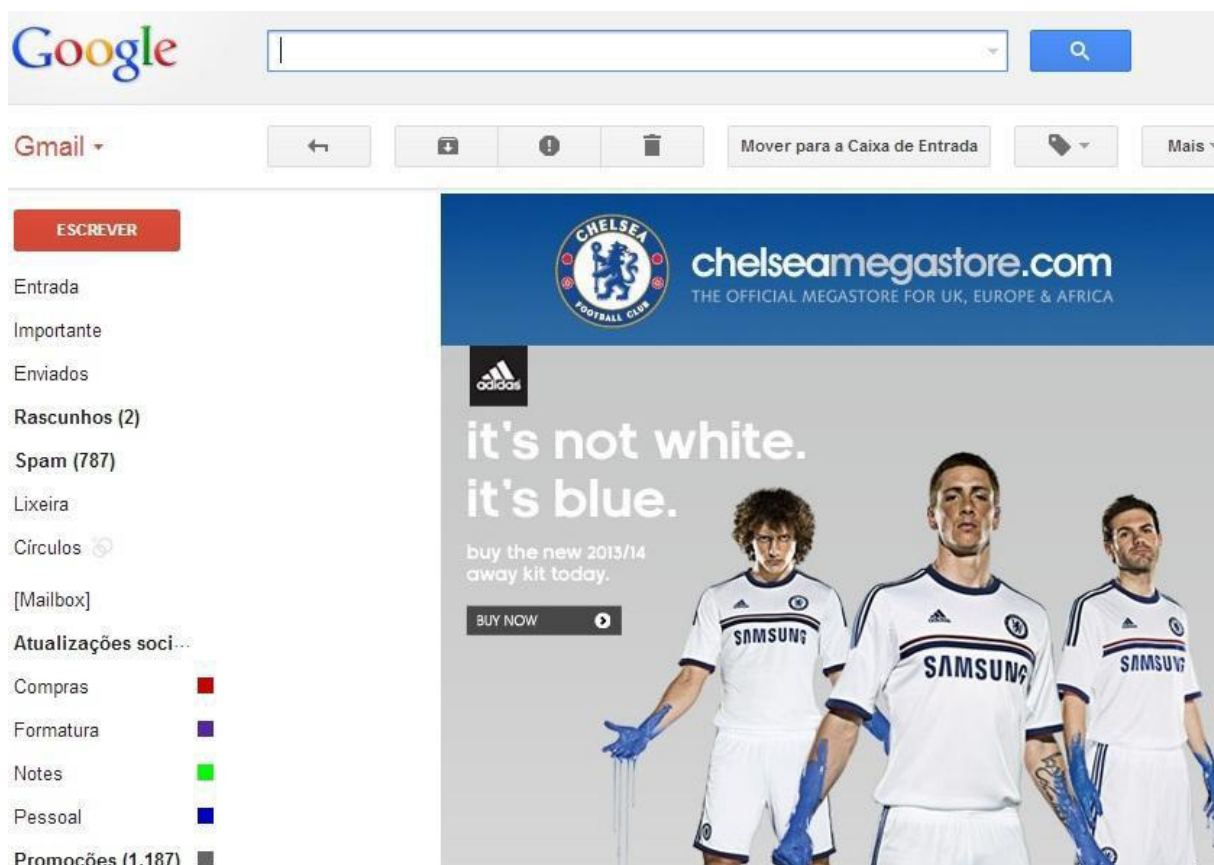 Google
Gmail
Mover para a Caixa de Entrada
Mais
ESCREVER
Entrada
Importante
Enviados
Rascunhos (2)
Spam (787)
Lixeira
Círculos
[Mailbox]
Atualizações soci...
Compras
Formatura
Notes
Pessoal
Promoções (1.187)
CHELSEA
FOOTBALL CLUB
chelseamegastore.com
THE OFFICIAL MEGASTORE FOR UK, EUROPE & AFRICA
adidas
it's not white.
it's blue.
buy the new 2013/14
away kit today.
BUY NOW
SAMSUNG
SAMSUNG
SAMSUNG